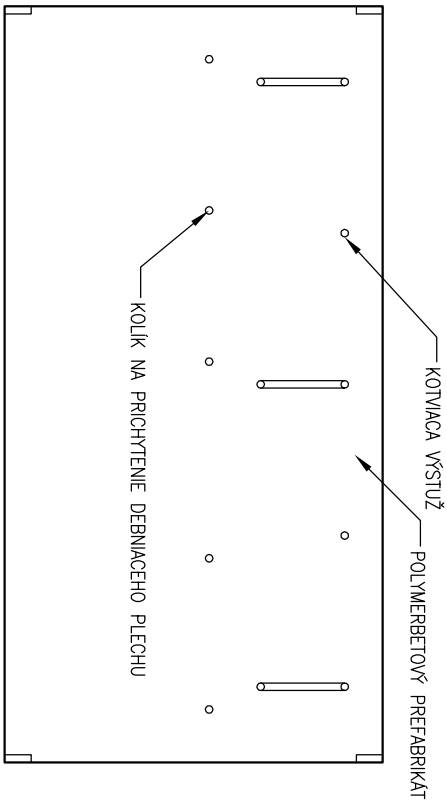 KOTVIACA VÝSTUŽ
POLYMERBETOVÝ PREFABRIKÁT
KOLÍK NA PRICHYTENIE DEBNIACEHO PLECHU